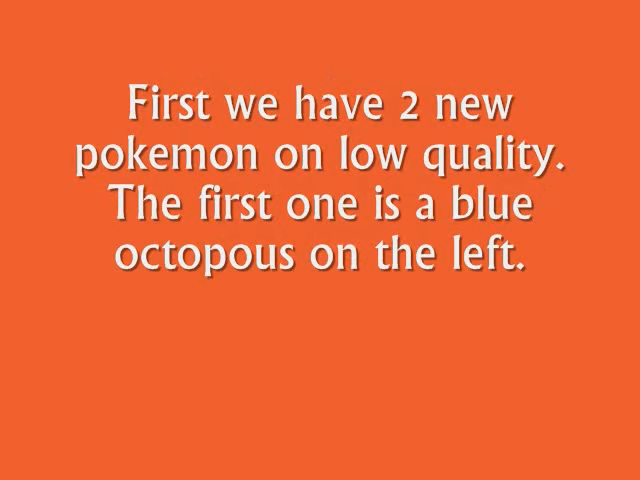 First we have 2 new
pokemon on low quality.
The first one is a blue
octopous on the left.